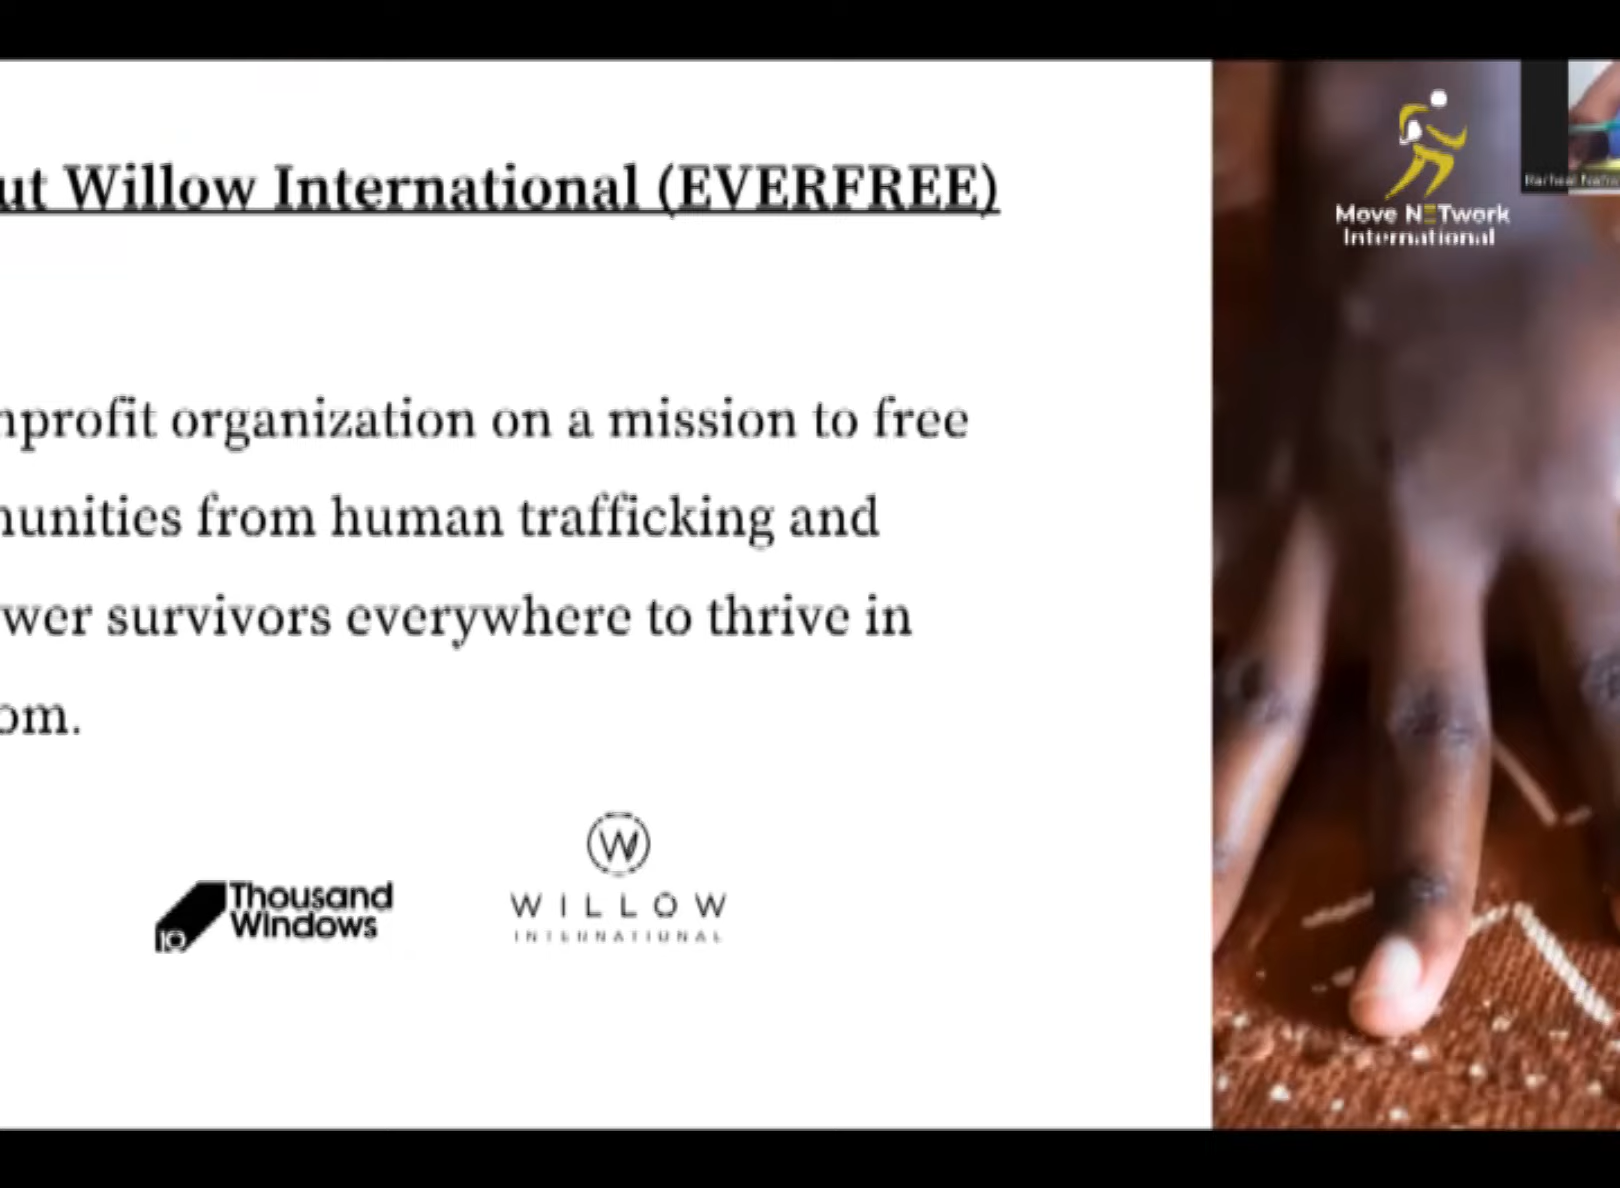 ut Willow International (EVERFREE)
nprofit organization on a mission to free
nunities from human trafficking and
wer survivors everywhere to thrive in
om.
Thousand
Windows
10
W
WILLOW
INTERNATIONAL
Move NETwork
International